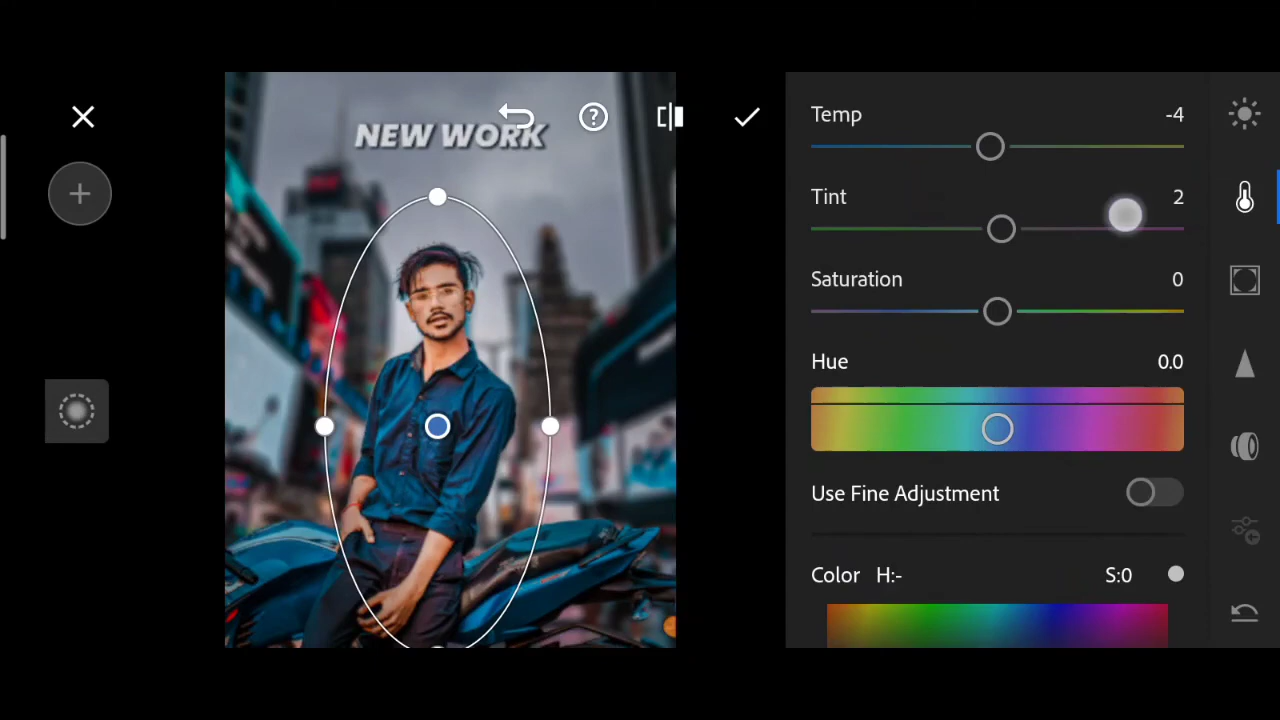 NEW WORK
Temp -4
Tint 2
Saturation 0
Hue 0.0
Use Fine Adjustment
Color H:- S:0